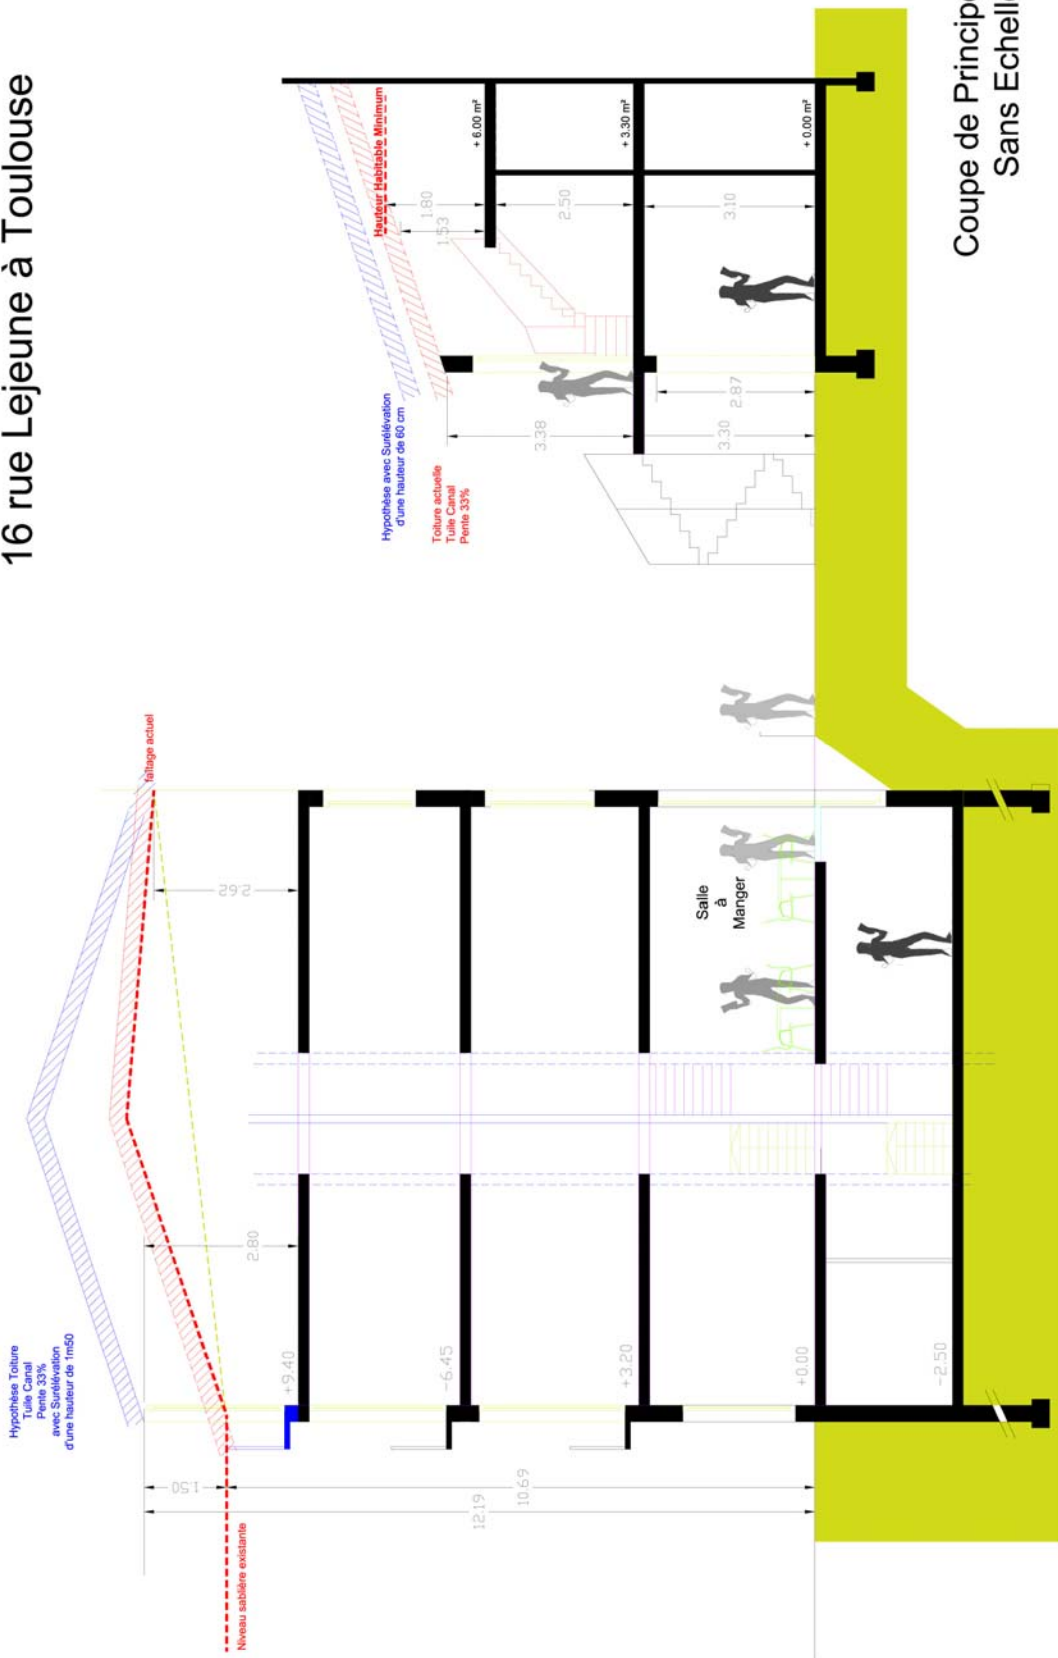 16 rue Lejeune à Toulouse
Hypothèse Toiture
Tuile Canal
Pente 33%
avec Surélévation
d'une hauteur de 1m50
faîtage actuel
Niveau sablière existante
1.50
12.19
10.69
2.80
2.62
+9.40
-6.45
+3.20
+0.00
-2.50
Salle
à
Manger
Hypothèse avec Surélévation
d'une hauteur de 60 cm
Toiture actuelle
Tuile Canal
Pente 33%
Hauteur Habitable Minimum
1.80
1.53
2.50
3.10
3.38
2.87
3.30
+ 6.00 m²
+ 3.30 m²
+ 0.00 m²
Coupe de Principe
Sans Echelle